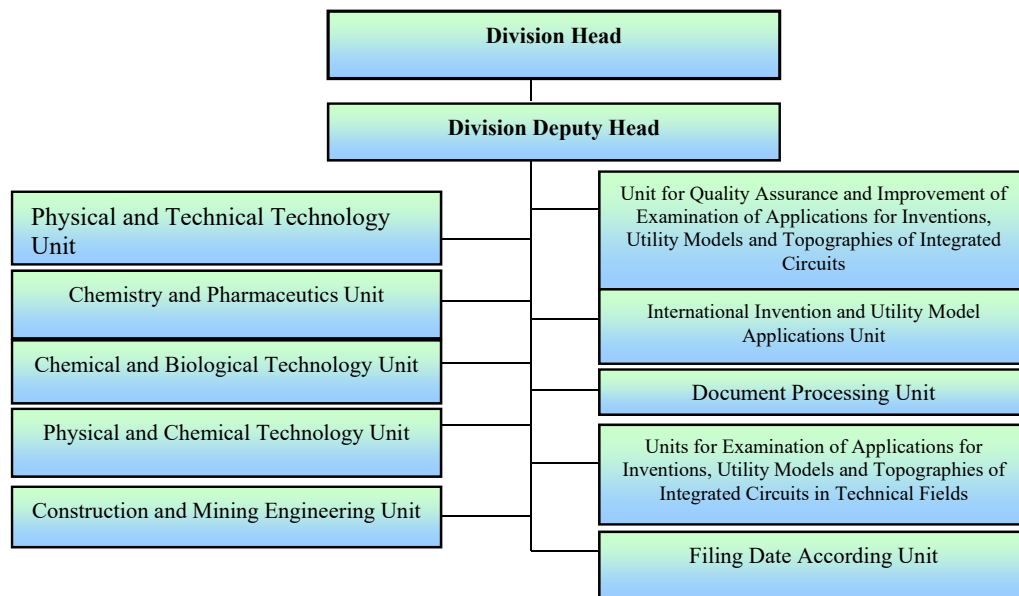 Division Head
Division Deputy Head
Physical and Technical Technology
Unit
Chemistry and Pharmaceutics Unit
Chemical and Biological Technology Unit
Physical and Chemical Technology Unit
Construction and Mining Engineering Unit
Unit for Quality Assurance and Improvement of
Examination of Applications for Inventions,
Utility Models and Topographies of Integrated
Circuits
International Invention and Utility Model
Applications Unit
Document Processing Unit
Units for Examination of Applications for
Inventions, Utility Models and Topographies of
Integrated Circuits in Technical Fields
Filing Date According Unit